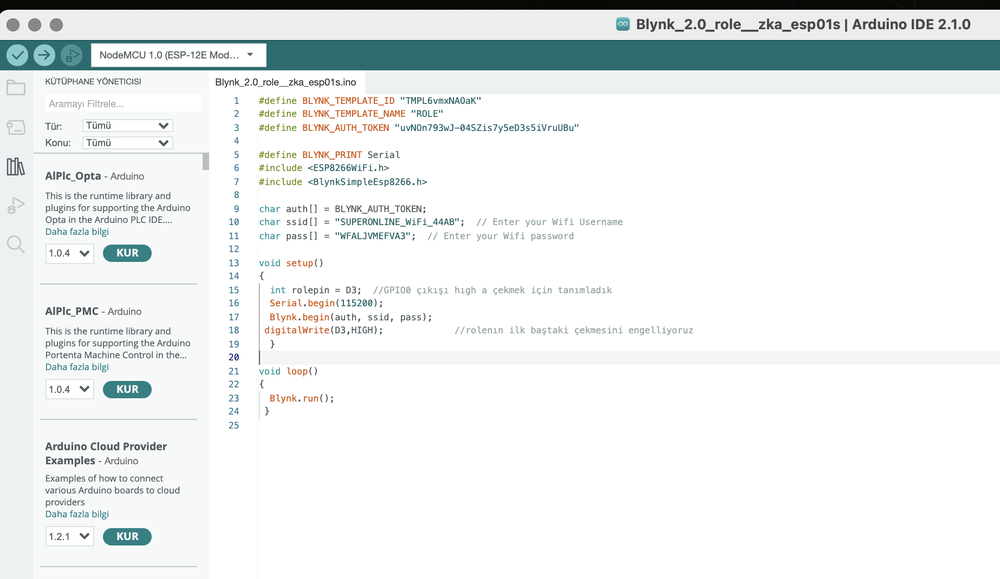 Blynk_2.0_role__zka_esp01s | Arduino IDE 2.1.0
NodeMCU 1.0 (ESP-12E Mod...
KÜTÜPHANE YÖNETICISI
Aramayı Filtrele...
Tür: Tümü
Konu: Tümü
AlPlc_Opta - Arduino
This is the runtime library and
plugins for supporting the Arduino
Opta in the Arduino PLC IDE....
Daha fazla bilgi
1.0.4 KUR
AlPlc_PMC - Arduino
This is the runtime library and
plugins for supporting the Arduino
Portenta Machine Control in the...
Daha fazla bilgi
1.0.4 KUR
Arduino Cloud Provider
Examples - Arduino
Examples of how to connect
various Arduino boards to cloud
providers
Daha fazla bilgi
1.2.1 KUR
Blynk_2.0_role__zka_esp01s.ino
1 #define BLYNK_TEMPLATE_ID "TMPL6vmxNAOaK"
2 #define BLYNK_TEMPLATE_NAME "ROLE"
3 #define BLYNK_AUTH_TOKEN "uvNOn793wJ-04SZis7y5eD3s5iVruUBu"
4
5 #define BLYNK_PRINT Serial
6 #include <ESP8266WiFi.h>
7 #include <BlynkSimpleEsp8266.h>
8
9 char auth[] = BLYNK_AUTH_TOKEN;
10 char ssid[] = "SUPERONLINE_WiFi_44AB";  // Enter your Wifi Username
11 char pass[] = "WFALJVMEFVA3";  // Enter your Wifi password
12
13 void setup()
14 {
15   int rolepin = D3;  //GPIO0 çıkışı hıgh a çekmek için tanımladık
16   Serial.begin(115200);
17   Blynk.begin(auth, ssid, pass);
18  digitalWrite(D3,HIGH);             //rolenın ilk baştaki çekmesini engelliyoruz
19   }
20
21 void loop()
22 {
23   Blynk.run();
24  }
25